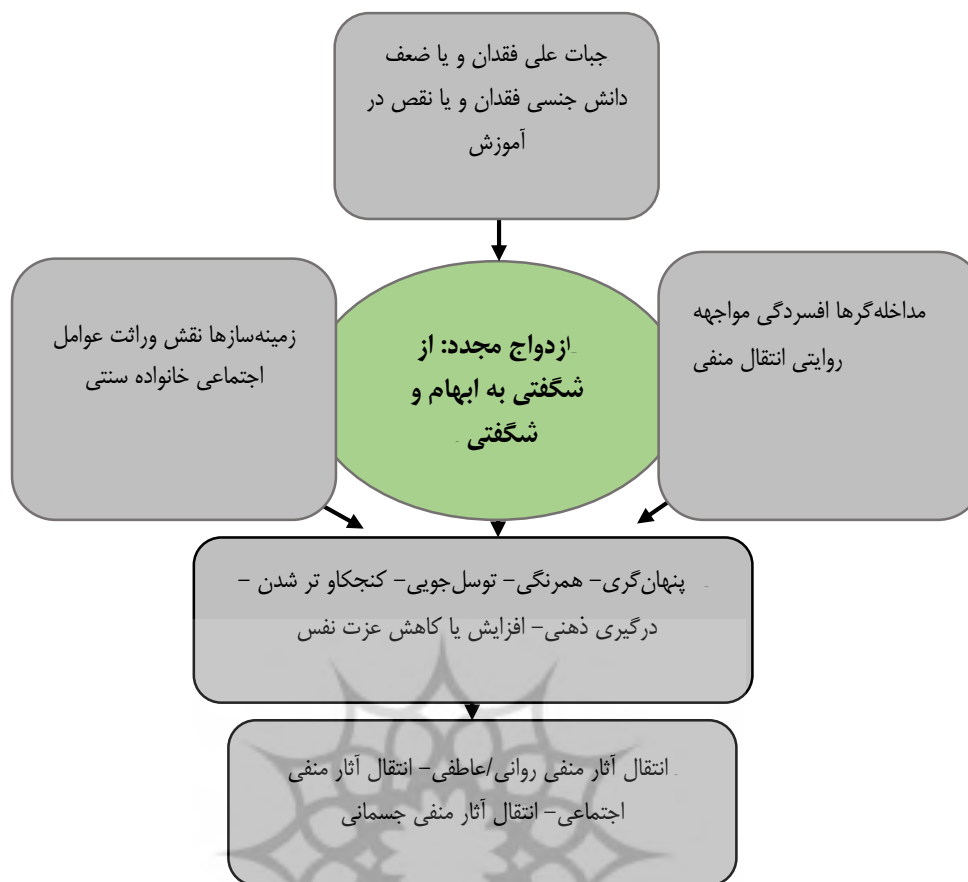 جبات علی فقدان و یا ضعف
دانش جنسی فقدان و یا نقص در
آموزش
زمینه‌سازها نقش وراثت عوامل
اجتماعی خانواده سنتی
ازدواج مجدد: از
شگفتی به ابهام و
شگفتی
مداخله‌گرها افسردگی مواجهه
روایتی انتقال منفی
پنهان‌گری- همرنگی- توسل‌جویی- کنجکاو تر شدن -
درگیری ذهنی- افزایش یا کاهش عزت نفس
انتقال آثار منفی روانی/عاطفی- انتقال آثار منفی
اجتماعی- انتقال آثار منفی جسمانی